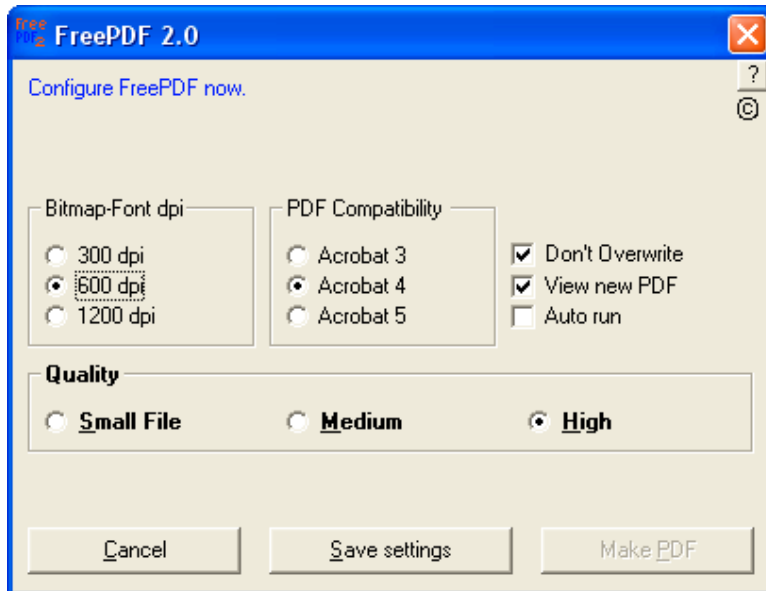 Free
PDF2
FreePDF 2.0
?
Configure FreePDF now.
©
Bitmap-Font dpi
300 dpi
600 dpi
1200 dpi
PDF Compatibility
Acrobat 3
Acrobat 4
Acrobat 5
Don't Overwrite
View new PDF
Auto run
Quality
Small File
Medium
High
Cancel
Save settings
Make PDF